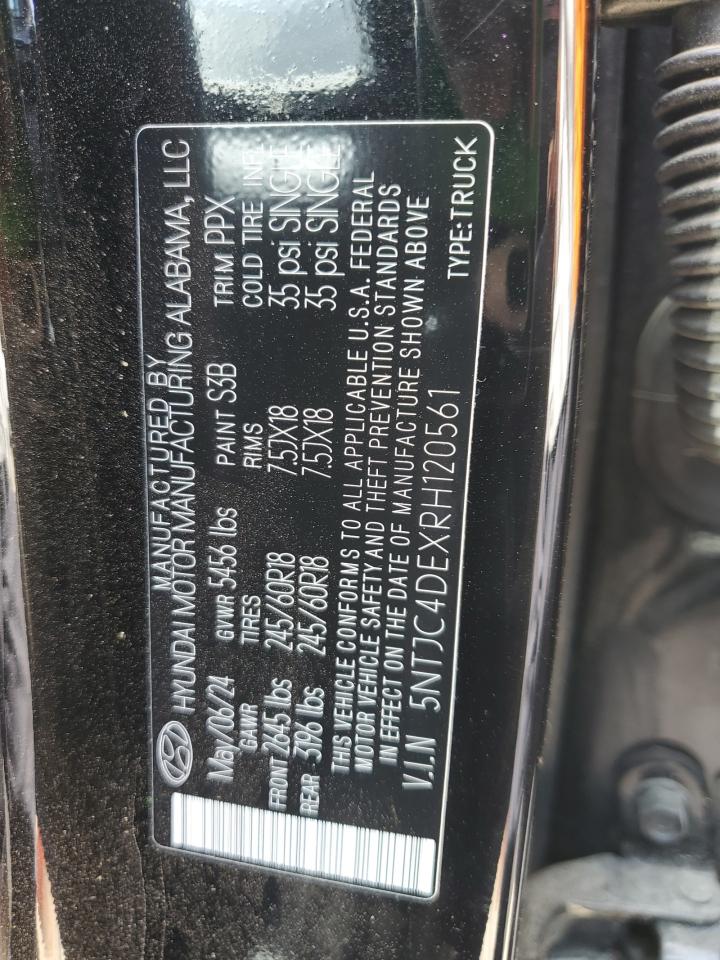 MANUFACTURED BY
HYUNDAI MOTOR MANUFACTURING ALABAMA, LLC
May/06/24 GVWR 5456 lbs PAINT S3B TRIM PPX
GAWR TIRES RIMS COLD TIRE INFL
FRONT 2645 lbs 245/60R18 7.5JX18 35 psi SINGLE
REAR 3196 lbs 245/60R18 7.5JX18 35 psi SINGLE
THIS VEHICLE CONFORMS TO ALL APPLICABLE U.S.A. FEDERAL
MOTOR VEHICLE SAFETY AND THEFT PREVENTION STANDARDS
IN EFFECT ON THE DATE OF MANUFACTURE SHOWN ABOVE
V.I.N 5NTJC4DEXRH120561 TYPE:TRUCK